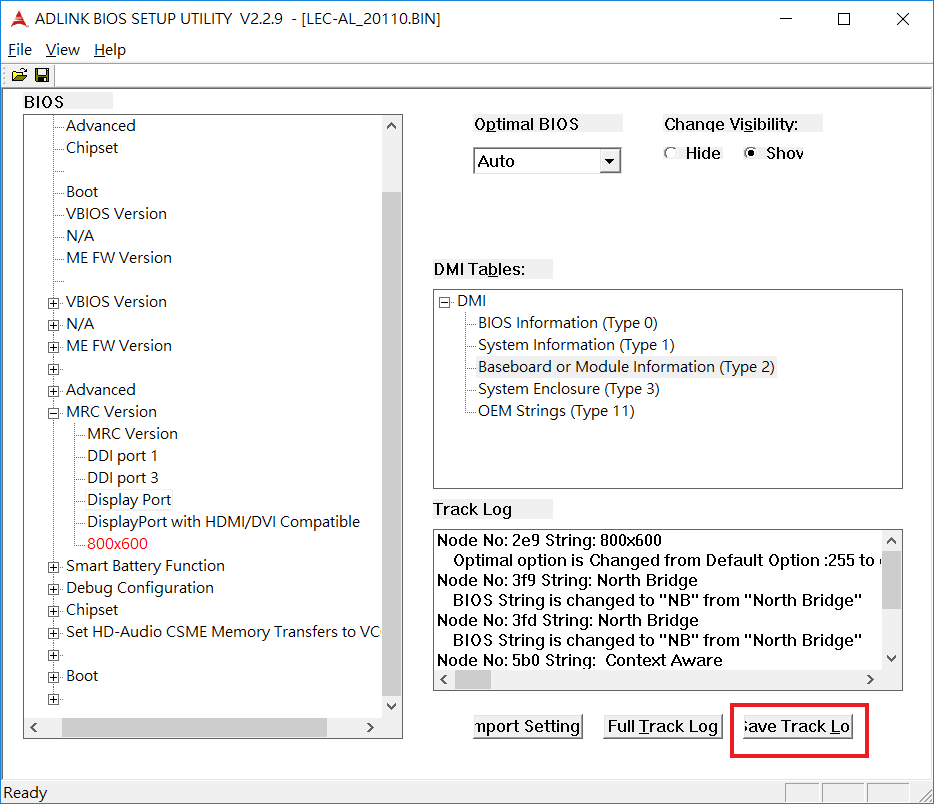 ADLINK BIOS SETUP UTILITY V2.2.9 - [LEC-AL_20110.BIN]
File View Help
BIOS
Advanced
Chipset
Boot
VBIOS Version
N/A
ME FW Version
VBIOS Version
N/A
ME FW Version
Advanced
MRC Version
MRC Version
DDI port 1
DDI port 3
Display Port
DisplayPort with HDMI/DVI Compatible
800x600
Smart Battery Function
Debug Configuration
Chipset
Set HD-Audio CSME Memory Transfers to VC
Boot
Optimal BIOS
Auto
Change Visibility:
Hide Shov
DMI Tables:
DMI
BIOS Information (Type 0)
System Information (Type 1)
Baseboard or Module Information (Type 2)
System Enclosure (Type 3)
OEM Strings (Type 11)
Track Log
Node No: 2e9 String: 800x600
Optimal option is Changed from Default Option :255 to
Node No: 3f9 String: North Bridge
BIOS String is changed to "NB" from "North Bridge"
Node No: 3fd String: North Bridge
BIOS String is changed to "NB" from "North Bridge"
Node No: 5b0 String: Context Aware
mport Setting Full Track Log Save Track Lo
Ready